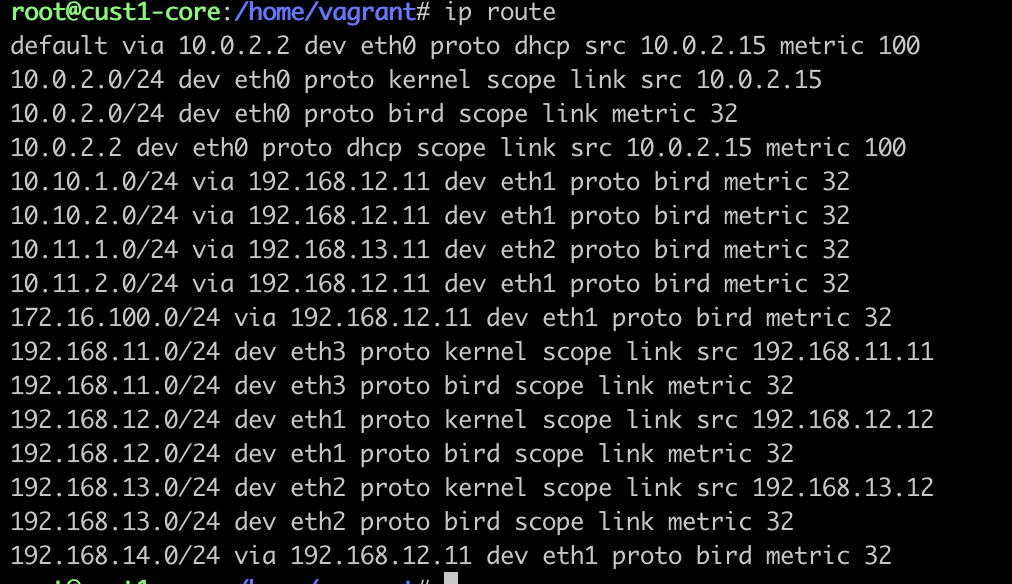 root@cust1-core:/home/vagrant# ip route
default via 10.0.2.2 dev eth0 proto dhcp src 10.0.2.15 metric 100
10.0.2.0/24 dev eth0 proto kernel scope link src 10.0.2.15
10.0.2.0/24 dev eth0 proto bird scope link metric 32
10.0.2.2 dev eth0 proto dhcp scope link src 10.0.2.15 metric 100
10.10.1.0/24 via 192.168.12.11 dev eth1 proto bird metric 32
10.10.2.0/24 via 192.168.12.11 dev eth1 proto bird metric 32
10.11.1.0/24 via 192.168.13.11 dev eth2 proto bird metric 32
10.11.2.0/24 via 192.168.12.11 dev eth1 proto bird metric 32
172.16.100.0/24 via 192.168.12.11 dev eth1 proto bird metric 32
192.168.11.0/24 dev eth3 proto kernel scope link src 192.168.11.11
192.168.11.0/24 dev eth3 proto bird scope link metric 32
192.168.12.0/24 dev eth1 proto kernel scope link src 192.168.12.12
192.168.12.0/24 dev eth1 proto bird scope link metric 32
192.168.13.0/24 dev eth2 proto kernel scope link src 192.168.13.12
192.168.13.0/24 dev eth2 proto bird scope link metric 32
192.168.14.0/24 via 192.168.12.11 dev eth1 proto bird metric 32